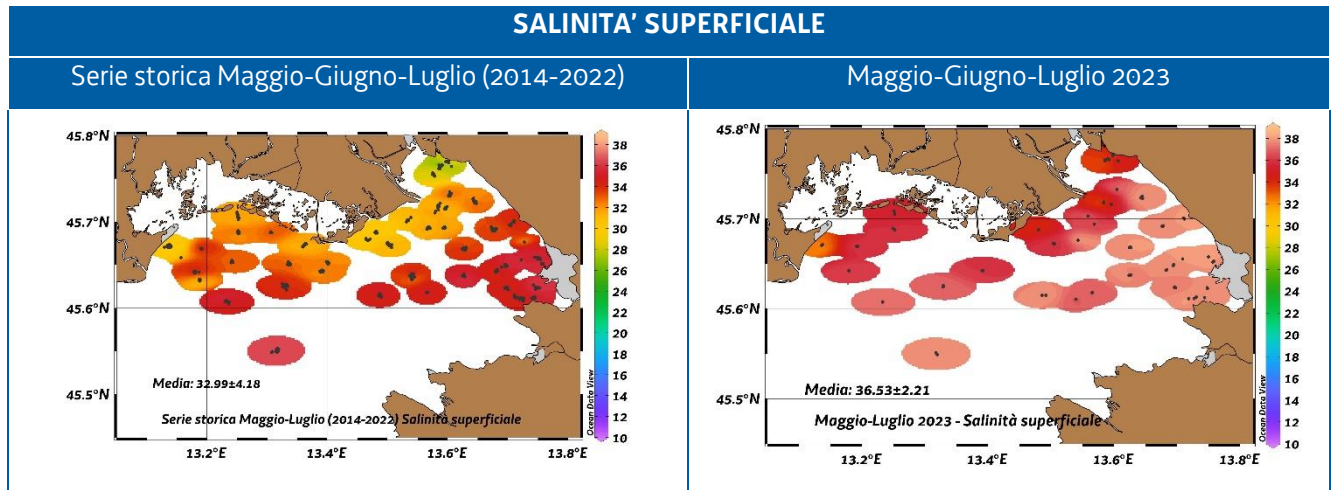 SALINITA’ SUPERFICIALE
Serie storica Maggio-Giugno-Luglio (2014-2022)
Maggio-Giugno-Luglio 2023
45.8°N
45.7°N
45.6°N
45.5°N
13.2°E
13.4°E
13.6°E
13.8°E
38
36
34
32
30
28
26
24
22
20
18
16
14
12
10
Ocean Data View
Media: 32.99±4.18
Serie storica Maggio-Luglio (2014-2022) Salinità superficiale
45.8°N
45.7°N
45.6°N
45.5°N
13.2°E
13.4°E
13.6°E
13.8°E
38
36
34
32
30
28
26
24
22
20
18
16
14
12
10
Ocean Data View
Media: 36.53±2.21
Maggio-Luglio 2023 - Salinità superficiale